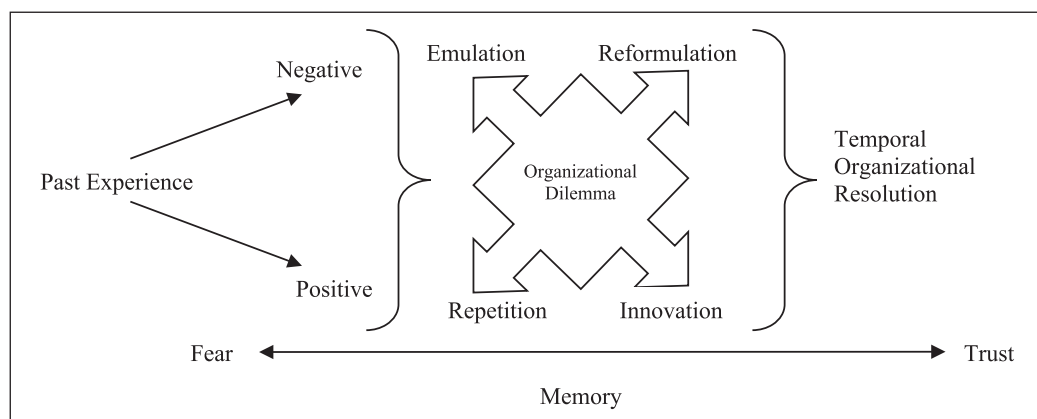 Emulation
Reformulation
Negative
Past Experience
Organizational
Dilemma
Temporal
Organizational
Resolution
Positive
Repetition
Innovation
Fear
Trust
Memory